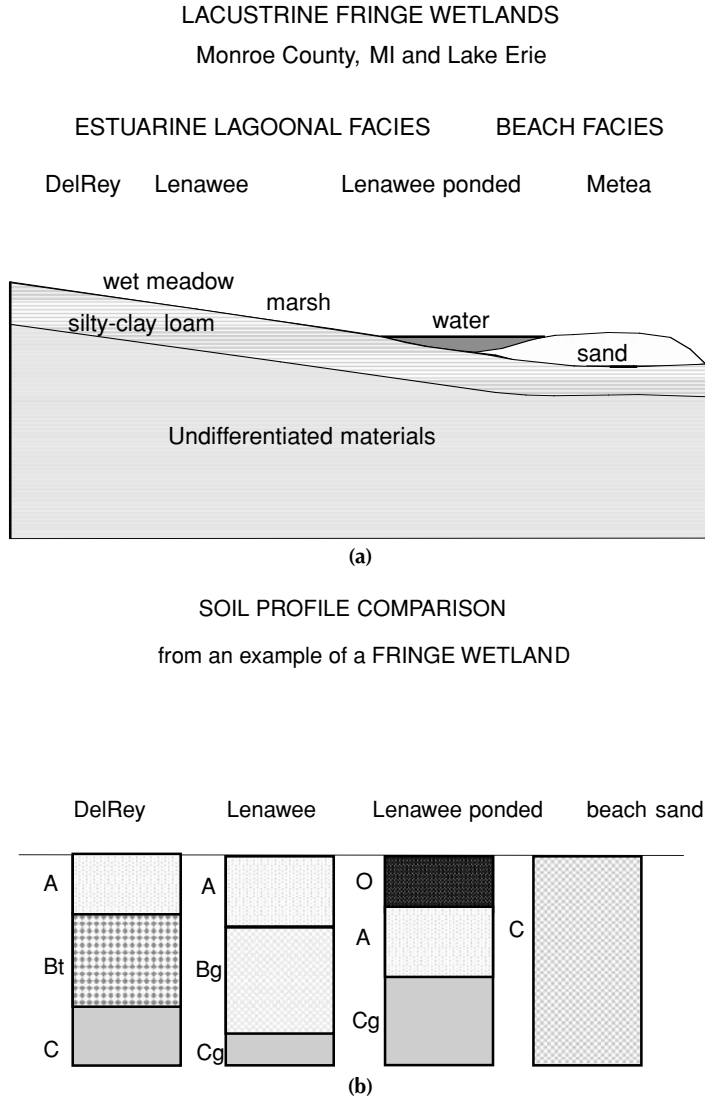 LACUSTRINE FRINGE WETLANDS
Monroe County, MI and Lake Erie
ESTUARINE LAGOONAL FACIES BEACH FACIES
DelRey Lenawee Lenawee ponded Metea
wet meadow
marsh
water
silty-clay loam
sand
Undifferentiated materials
(a)
SOIL PROFILE COMPARISON
from an example of a FRINGE WETLAND
DelRey Lenawee Lenawee ponded beach sand
A A O
A C
Bt Bg
Cg
C Cg
(b)